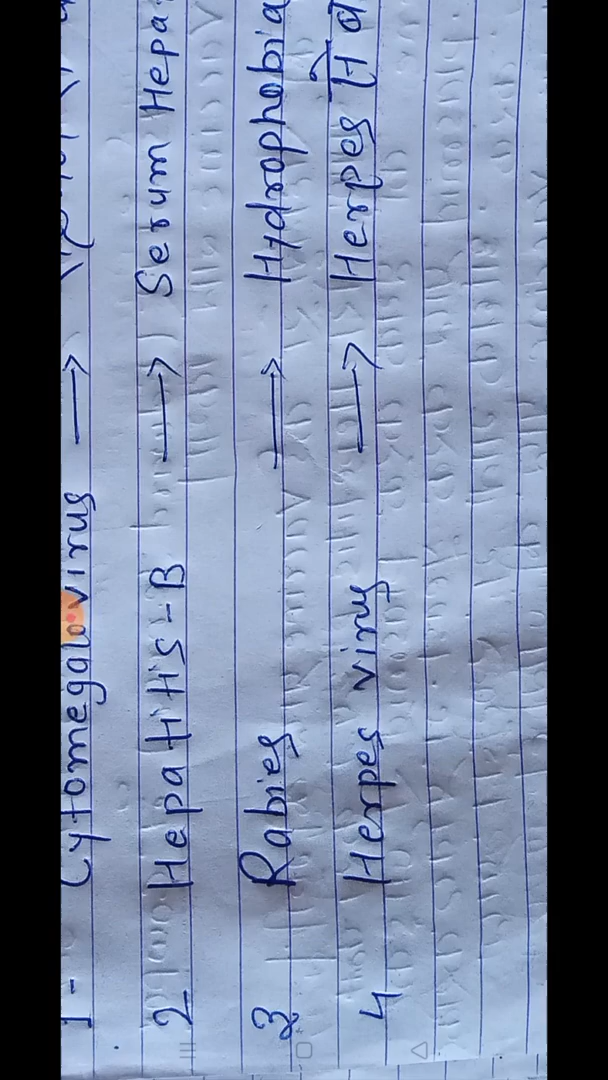 1- Cytomegalovirus →
2 Hepatitis-B → Serum Hepa
3 Rabies → Hydrophobia
4 Herpes virus → Herpes